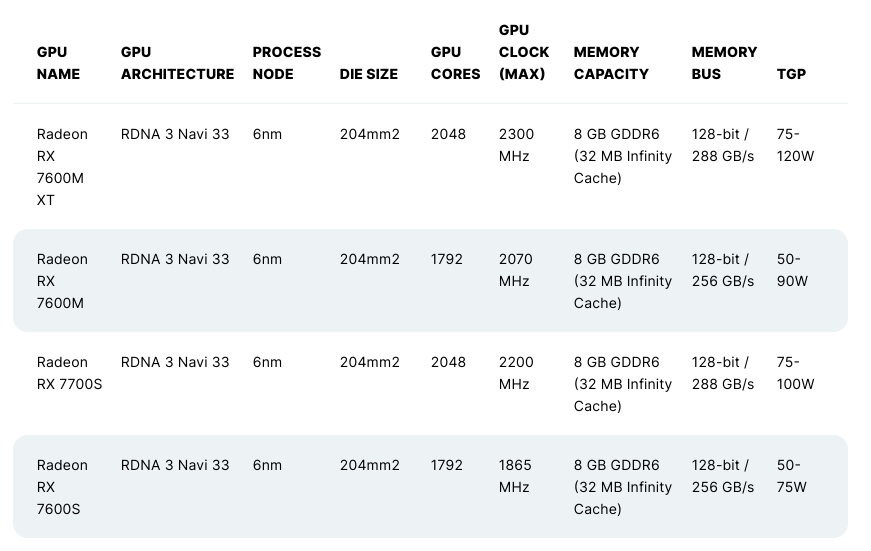 GPU NAME GPU ARCHITECTURE PROCESS NODE DIE SIZE GPU CORES GPU CLOCK (MAX) MEMORY CAPACITY MEMORY BUS TGP
Radeon RX 7600M XT RDNA 3 Navi 33 6nm 204mm2 2048 2300 MHz 8 GB GDDR6 (32 MB Infinity Cache) 128-bit / 288 GB/s 75-120W
Radeon RX 7600M RDNA 3 Navi 33 6nm 204mm2 1792 2070 MHz 8 GB GDDR6 (32 MB Infinity Cache) 128-bit / 256 GB/s 50-90W
Radeon RX 7700S RDNA 3 Navi 33 6nm 204mm2 2048 2200 MHz 8 GB GDDR6 (32 MB Infinity Cache) 128-bit / 288 GB/s 75-100W
Radeon RX 7600S RDNA 3 Navi 33 6nm 204mm2 1792 1865 MHz 8 GB GDDR6 (32 MB Infinity Cache) 128-bit / 256 GB/s 50-75W